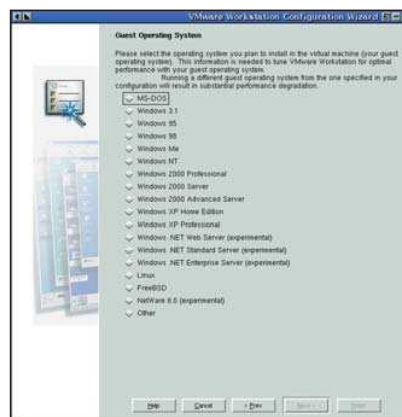 VMware Workstation Configuration Wizard
Guest Operating System
Please select the operating system you plan to install in the virtual machine (your guest
operating system). This information is needed to tune VMware Workstation for optimal
performance with your guest operating system.
Running a different guest operating system from the one specified in your
configuration will result in substantial performance degradation.
MS-DOS
Windows 3.1
Windows 95
Windows 98
Windows Me
Windows NT
Windows 2000 Professional
Windows 2000 Server
Windows 2000 Advanced Server
Windows XP Home Edition
Windows XP Professional
Windows .NET Web Server (experimental)
Windows .NET Standard Server (experimental)
Windows .NET Enterprise Server (experimental)
Linux
FreeBSD
NetWare 6.0 (experimental)
Other
Help Cancel < Prev